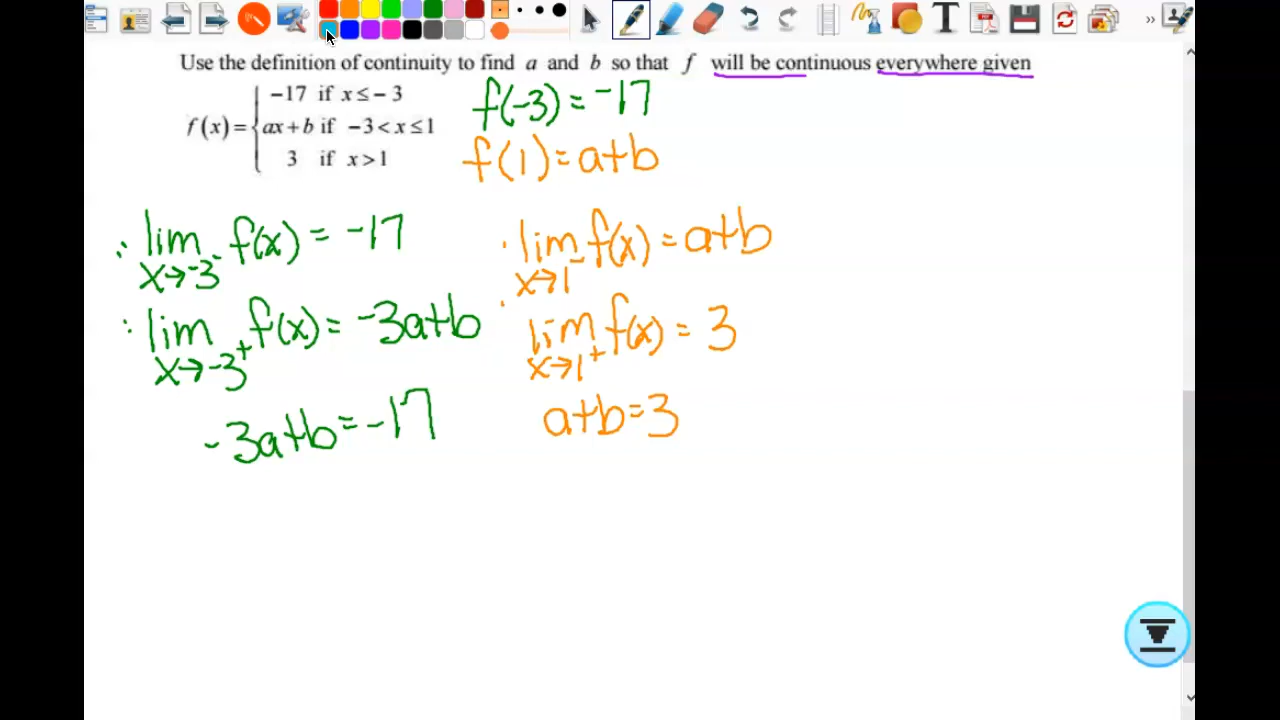 Use the definition of continuity to find a and b so that f will be continuous everywhere given
f(x) = { -17 if x ≤ -3
ax + b if -3 < x ≤ 1
3 if x > 1
f(-3) = -17
f(1) = a+b
∴ lim x→-3⁻ f(x) = -17
: lim x→-3⁺ f(x) = -3a+b
-3a+b = -17
· lim x→1⁻ f(x) = a+b
· lim x→1⁺ f(x) = 3
a+b = 3